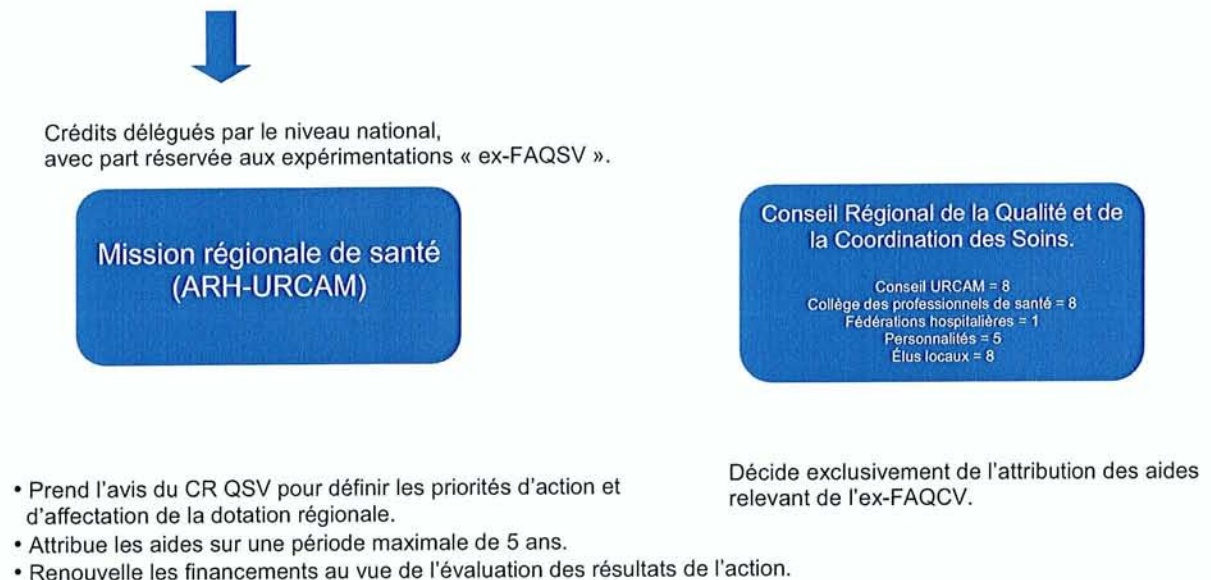 Crédits délégués par le niveau national,
avec part réservée aux expérimentations « ex-FAQSV ».
Mission régionale de santé
(ARH-URCAM)
Conseil Régional de la Qualité et de
la Coordination des Soins.
Conseil URCAM = 8
Collège des professionnels de santé = 8
Fédérations hospitalières = 1
Personnalités = 5
Élus locaux = 8
• Prend l'avis du CR QSV pour définir les priorités d'action et
d'affectation de la dotation régionale.
• Attribue les aides sur une période maximale de 5 ans.
• Renouvelle les financements au vue de l'évaluation des résultats de l'action.
Décide exclusivement de l'attribution des aides
relevant de l'ex-FAQCV.